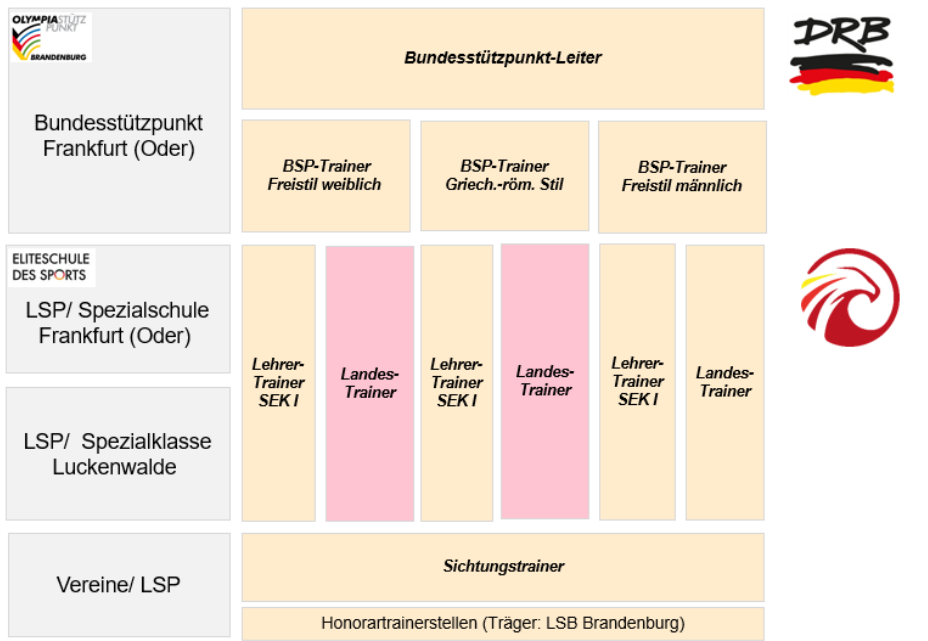 OLYMPIASTÜTZ
PUNKT
BRANDENBURG
Bundesstützpunkt
Frankfurt (Oder)
Bundesstützpunkt-Leiter
DRB
BSP-Trainer
Freistil weiblich
BSP-Trainer
Griech.-röm. Stil
BSP-Trainer
Freistil männlich
ELITESCHULE
DES SPORTS
LSP/ Spezialschule
Frankfurt (Oder)
LSP/ Spezialklasse
Luckenwalde
Lehrer-
Trainer
SEK I
Landes-
Trainer
Lehrer-
Trainer
SEK I
Landes-
Trainer
Lehrer-
Trainer
SEK I
Landes-
Trainer
Vereine/ LSP
Sichtungstrainer
Honorartrainerstellen (Träger: LSB Brandenburg)